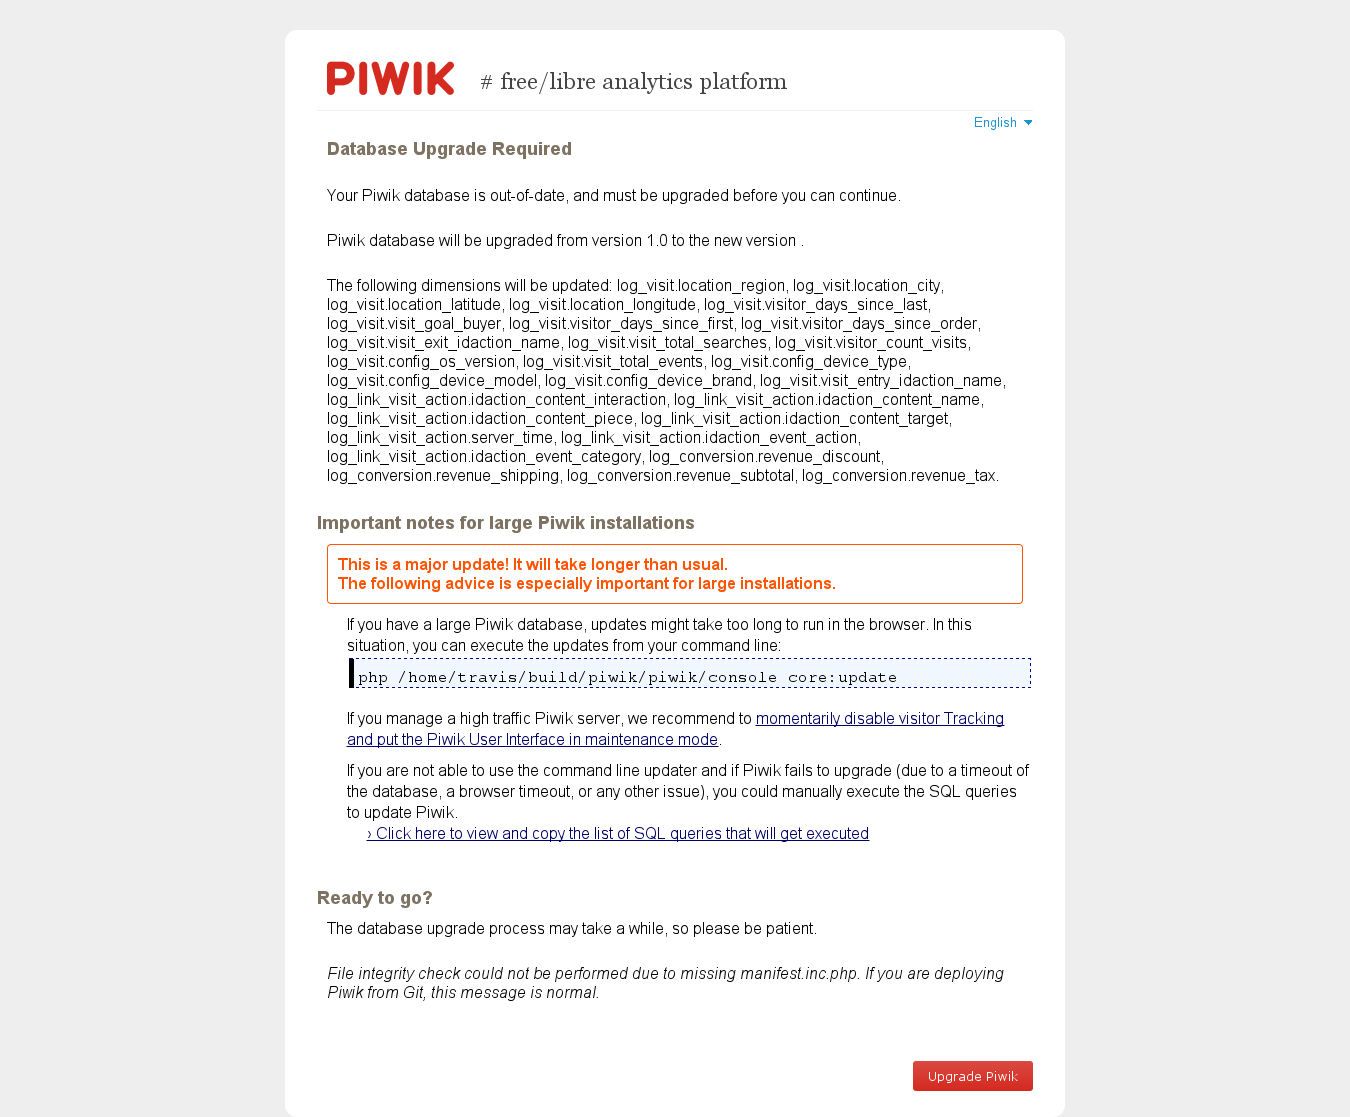 PIWIK # free/libre analytics platform
English
Database Upgrade Required
Your Piwik database is out-of-date, and must be upgraded before you can continue.
Piwik database will be upgraded from version 1.0 to the new version .
The following dimensions will be updated: log_visit.location_region, log_visit.location_city,
log_visit.location_latitude, log_visit.location_longitude, log_visit.visitor_days_since_last,
log_visit.visit_goal_buyer, log_visit.visitor_days_since_first, log_visit.visitor_days_since_order,
log_visit.visit_exit_idaction_name, log_visit.visit_total_searches, log_visit.visitor_count_visits,
log_visit.config_os_version, log_visit.visit_total_events, log_visit.config_device_type,
log_visit.config_device_model, log_visit.config_device_brand, log_visit.visit_entry_idaction_name,
log_link_visit_action.idaction_content_interaction, log_link_visit_action.idaction_content_name,
log_link_visit_action.idaction_content_piece, log_link_visit_action.idaction_content_target,
log_link_visit_action.server_time, log_link_visit_action.idaction_event_action,
log_link_visit_action.idaction_event_category, log_conversion.revenue_discount,
log_conversion.revenue_shipping, log_conversion.revenue_subtotal, log_conversion.revenue_tax.
Important notes for large Piwik installations
This is a major update! It will take longer than usual.
The following advice is especially important for large installations.
If you have a large Piwik database, updates might take too long to run in the browser. In this
situation, you can execute the updates from your command line:
php /home/travis/build/piwik/piwik/console core:update
If you manage a high traffic Piwik server, we recommend to momentarily disable visitor Tracking
and put the Piwik User Interface in maintenance mode.
If you are not able to use the command line updater and if Piwik fails to upgrade (due to a timeout of
the database, a browser timeout, or any other issue), you could manually execute the SQL queries
to update Piwik.
› Click here to view and copy the list of SQL queries that will get executed
Ready to go?
The database upgrade process may take a while, so please be patient.
File integrity check could not be performed due to missing manifest.inc.php. If you are deploying
Piwik from Git, this message is normal.
Upgrade Piwik